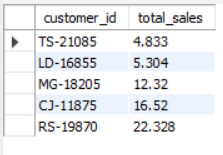 customer_id total_sales
TS-21085 4.833
LD-16855 5.304
MG-18205 12.32
CJ-11875 16.52
RS-19870 22.328